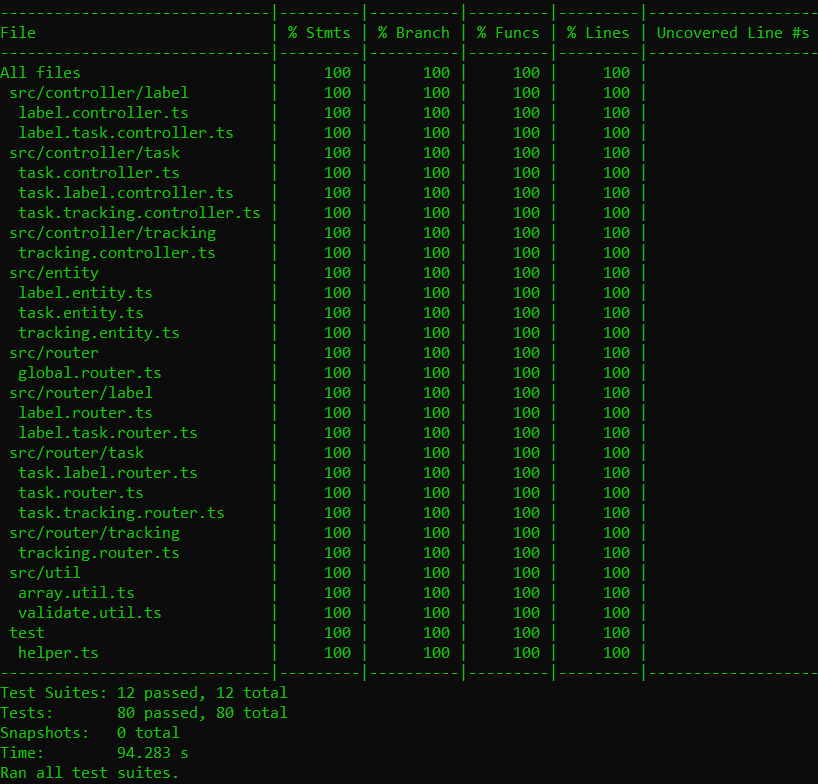 ----------------------------|---------|----------|---------|---------|-------------------
File                        | % Stmts | % Branch | % Funcs | % Lines | Uncovered Line #s
----------------------------|---------|----------|---------|---------|-------------------
All files                   |     100 |      100 |     100 |     100 |
 src/controller/label       |     100 |      100 |     100 |     100 |
  label.controller.ts       |     100 |      100 |     100 |     100 |
  label.task.controller.ts  |     100 |      100 |     100 |     100 |
 src/controller/task        |     100 |      100 |     100 |     100 |
  task.controller.ts        |     100 |      100 |     100 |     100 |
  task.label.controller.ts  |     100 |      100 |     100 |     100 |
  task.tracking.controller.ts |     100 |      100 |     100 |     100 |
 src/controller/tracking    |     100 |      100 |     100 |     100 |
  tracking.controller.ts    |     100 |      100 |     100 |     100 |
 src/entity                 |     100 |      100 |     100 |     100 |
  label.entity.ts           |     100 |      100 |     100 |     100 |
  task.entity.ts            |     100 |      100 |     100 |     100 |
  tracking.entity.ts        |     100 |      100 |     100 |     100 |
 src/router                 |     100 |      100 |     100 |     100 |
  global.router.ts          |     100 |      100 |     100 |     100 |
 src/router/label           |     100 |      100 |     100 |     100 |
  label.router.ts           |     100 |      100 |     100 |     100 |
  label.task.router.ts      |     100 |      100 |     100 |     100 |
 src/router/task            |     100 |      100 |     100 |     100 |
  task.label.router.ts      |     100 |      100 |     100 |     100 |
  task.router.ts            |     100 |      100 |     100 |     100 |
  task.tracking.router.ts   |     100 |      100 |     100 |     100 |
 src/router/tracking        |     100 |      100 |     100 |     100 |
  tracking.router.ts        |     100 |      100 |     100 |     100 |
 src/util                   |     100 |      100 |     100 |     100 |
  array.util.ts             |     100 |      100 |     100 |     100 |
  validate.util.ts          |     100 |      100 |     100 |     100 |
 test                       |     100 |      100 |     100 |     100 |
  helper.ts                 |     100 |      100 |     100 |     100 |
----------------------------|---------|----------|---------|---------|-------------------
Test Suites: 12 passed, 12 total
Tests:       80 passed, 80 total
Snapshots:   0 total
Time:        94.283 s
Ran all test suites.